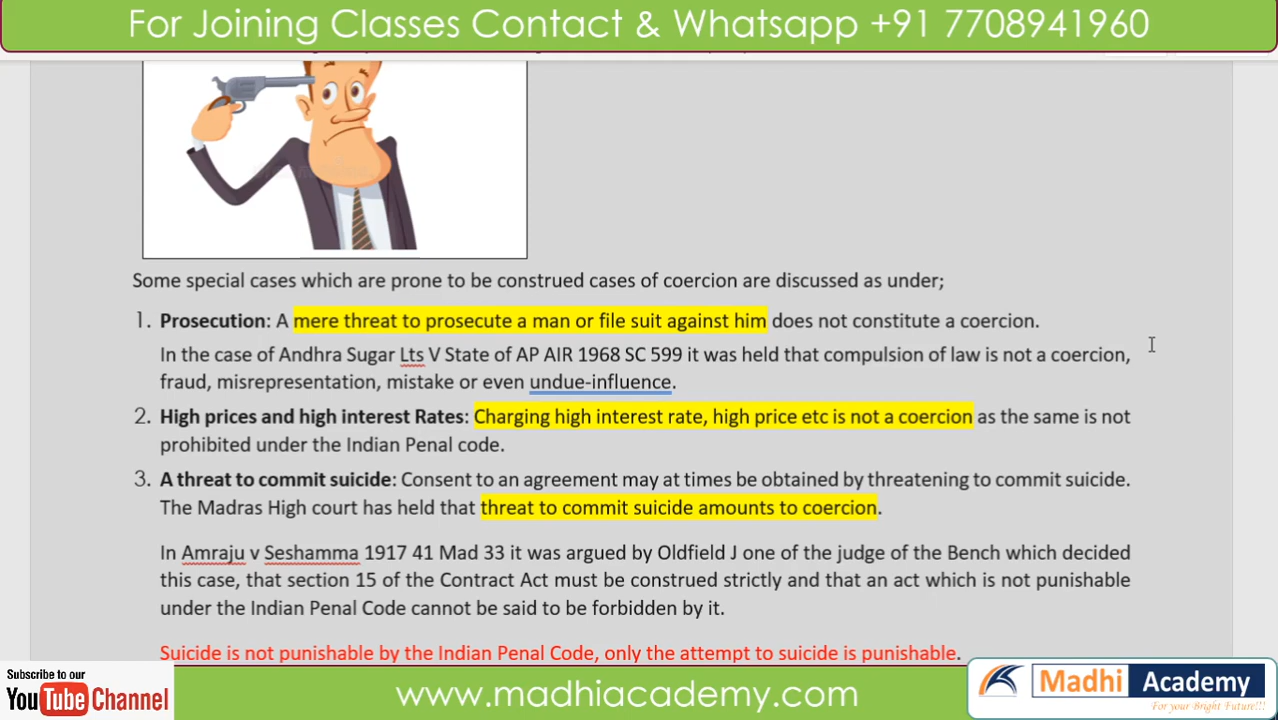 For Joining Classes Contact & Whatsapp +91 7708941960
Some special cases which are prone to be construed cases of coercion are discussed as under;
1. Prosecution: A mere threat to prosecute a man or file suit against him does not constitute a coercion.
In the case of Andhra Sugar Lts V State of AP AIR 1968 SC 599 it was held that compulsion of law is not a coercion,
fraud, misrepresentation, mistake or even undue-influence.
2. High prices and high interest Rates: Charging high interest rate, high price etc is not a coercion as the same is not
prohibited under the Indian Penal code.
3. A threat to commit suicide: Consent to an agreement may at times be obtained by threatening to commit suicide.
The Madras High court has held that threat to commit suicide amounts to coercion.
In Amraju v Seshamma 1917 41 Mad 33 it was argued by Oldfield J one of the judge of the Bench which decided
this case, that section 15 of the Contract Act must be construed strictly and that an act which is not punishable
under the Indian Penal Code cannot be said to be forbidden by it.
Suicide is not punishable by the Indian Penal Code, only the attempt to suicide is punishable.
Subscribe to our
YouTube Channel
www.madhiacademy.com
Madhi Academy
For your Bright Future!!!